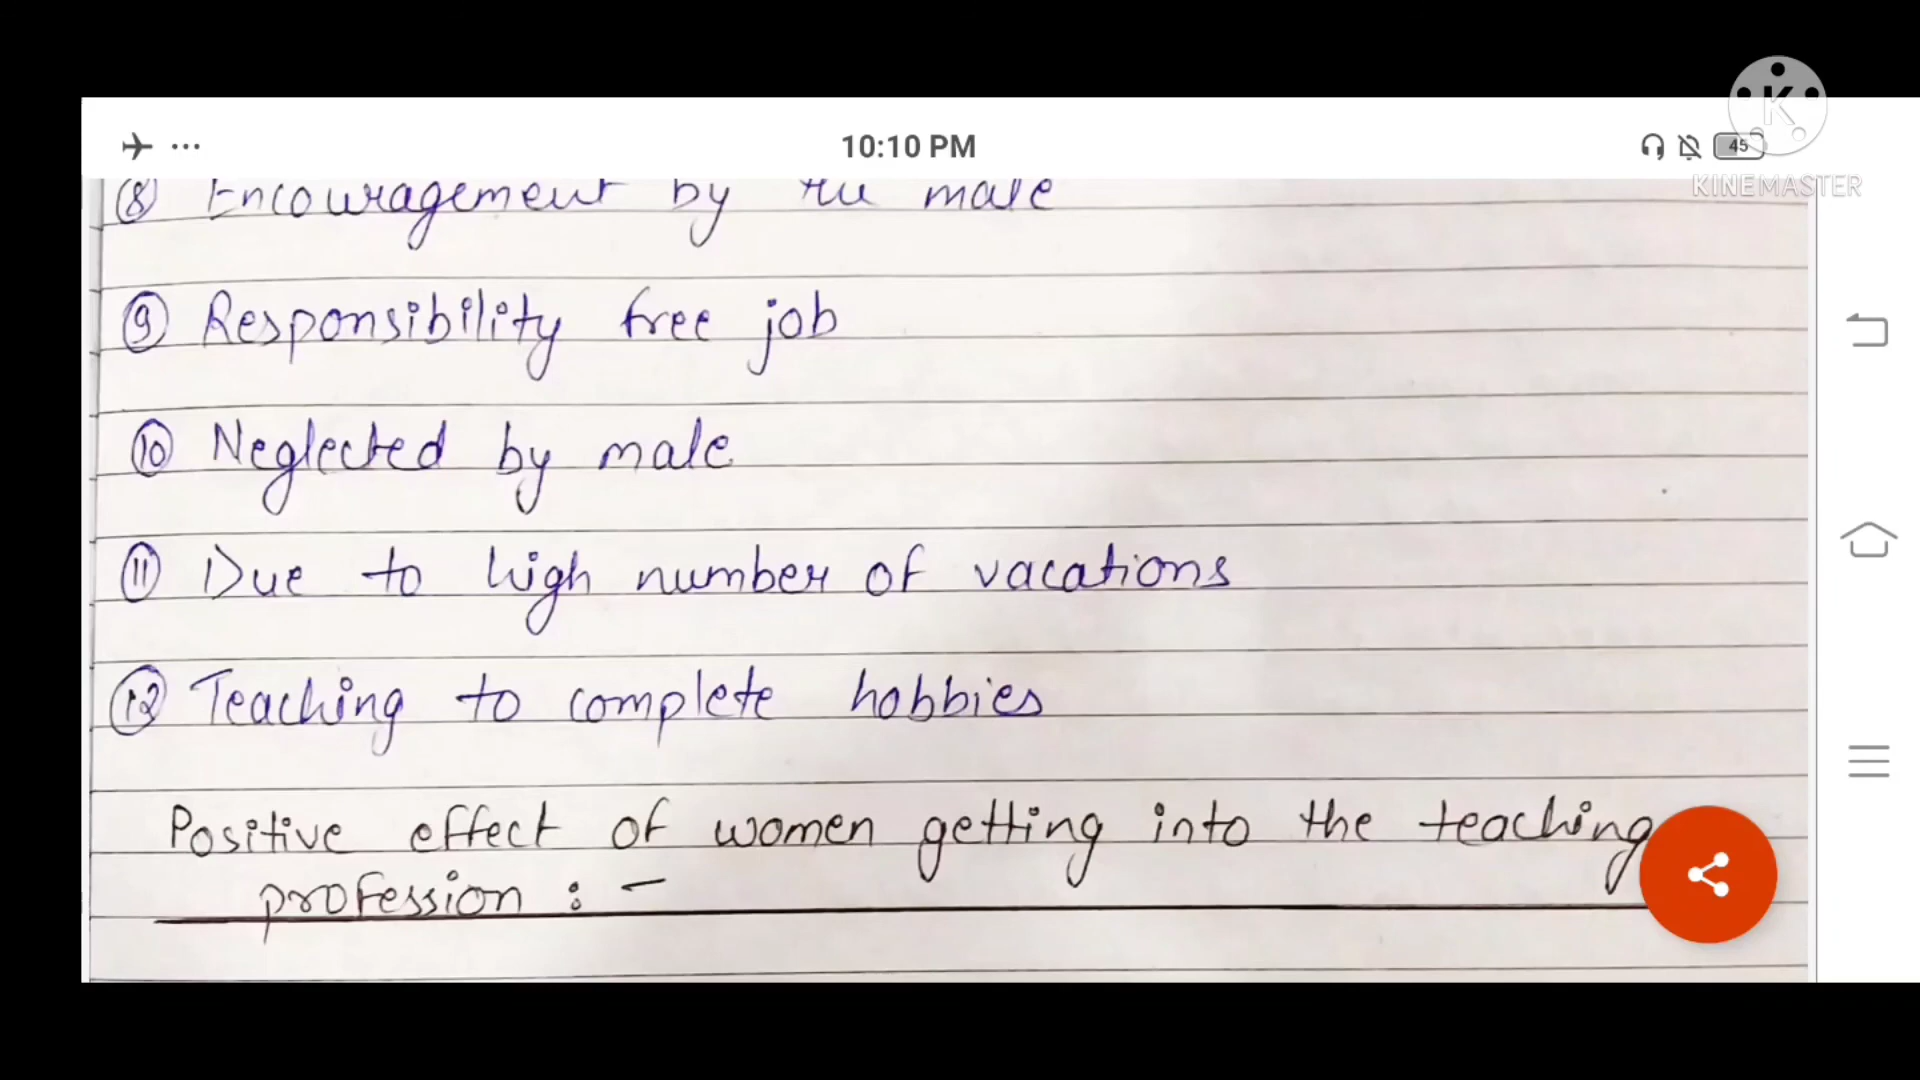 10:10 PM
45
KINEMASTER
⑧ Encouragement by the male
⑨ Responsibility free job
⑩ Neglected by male
⑪ Due to high number of vacations
⑫ Teaching to complete hobbies
Positive effect of women getting into the teaching
profession : -